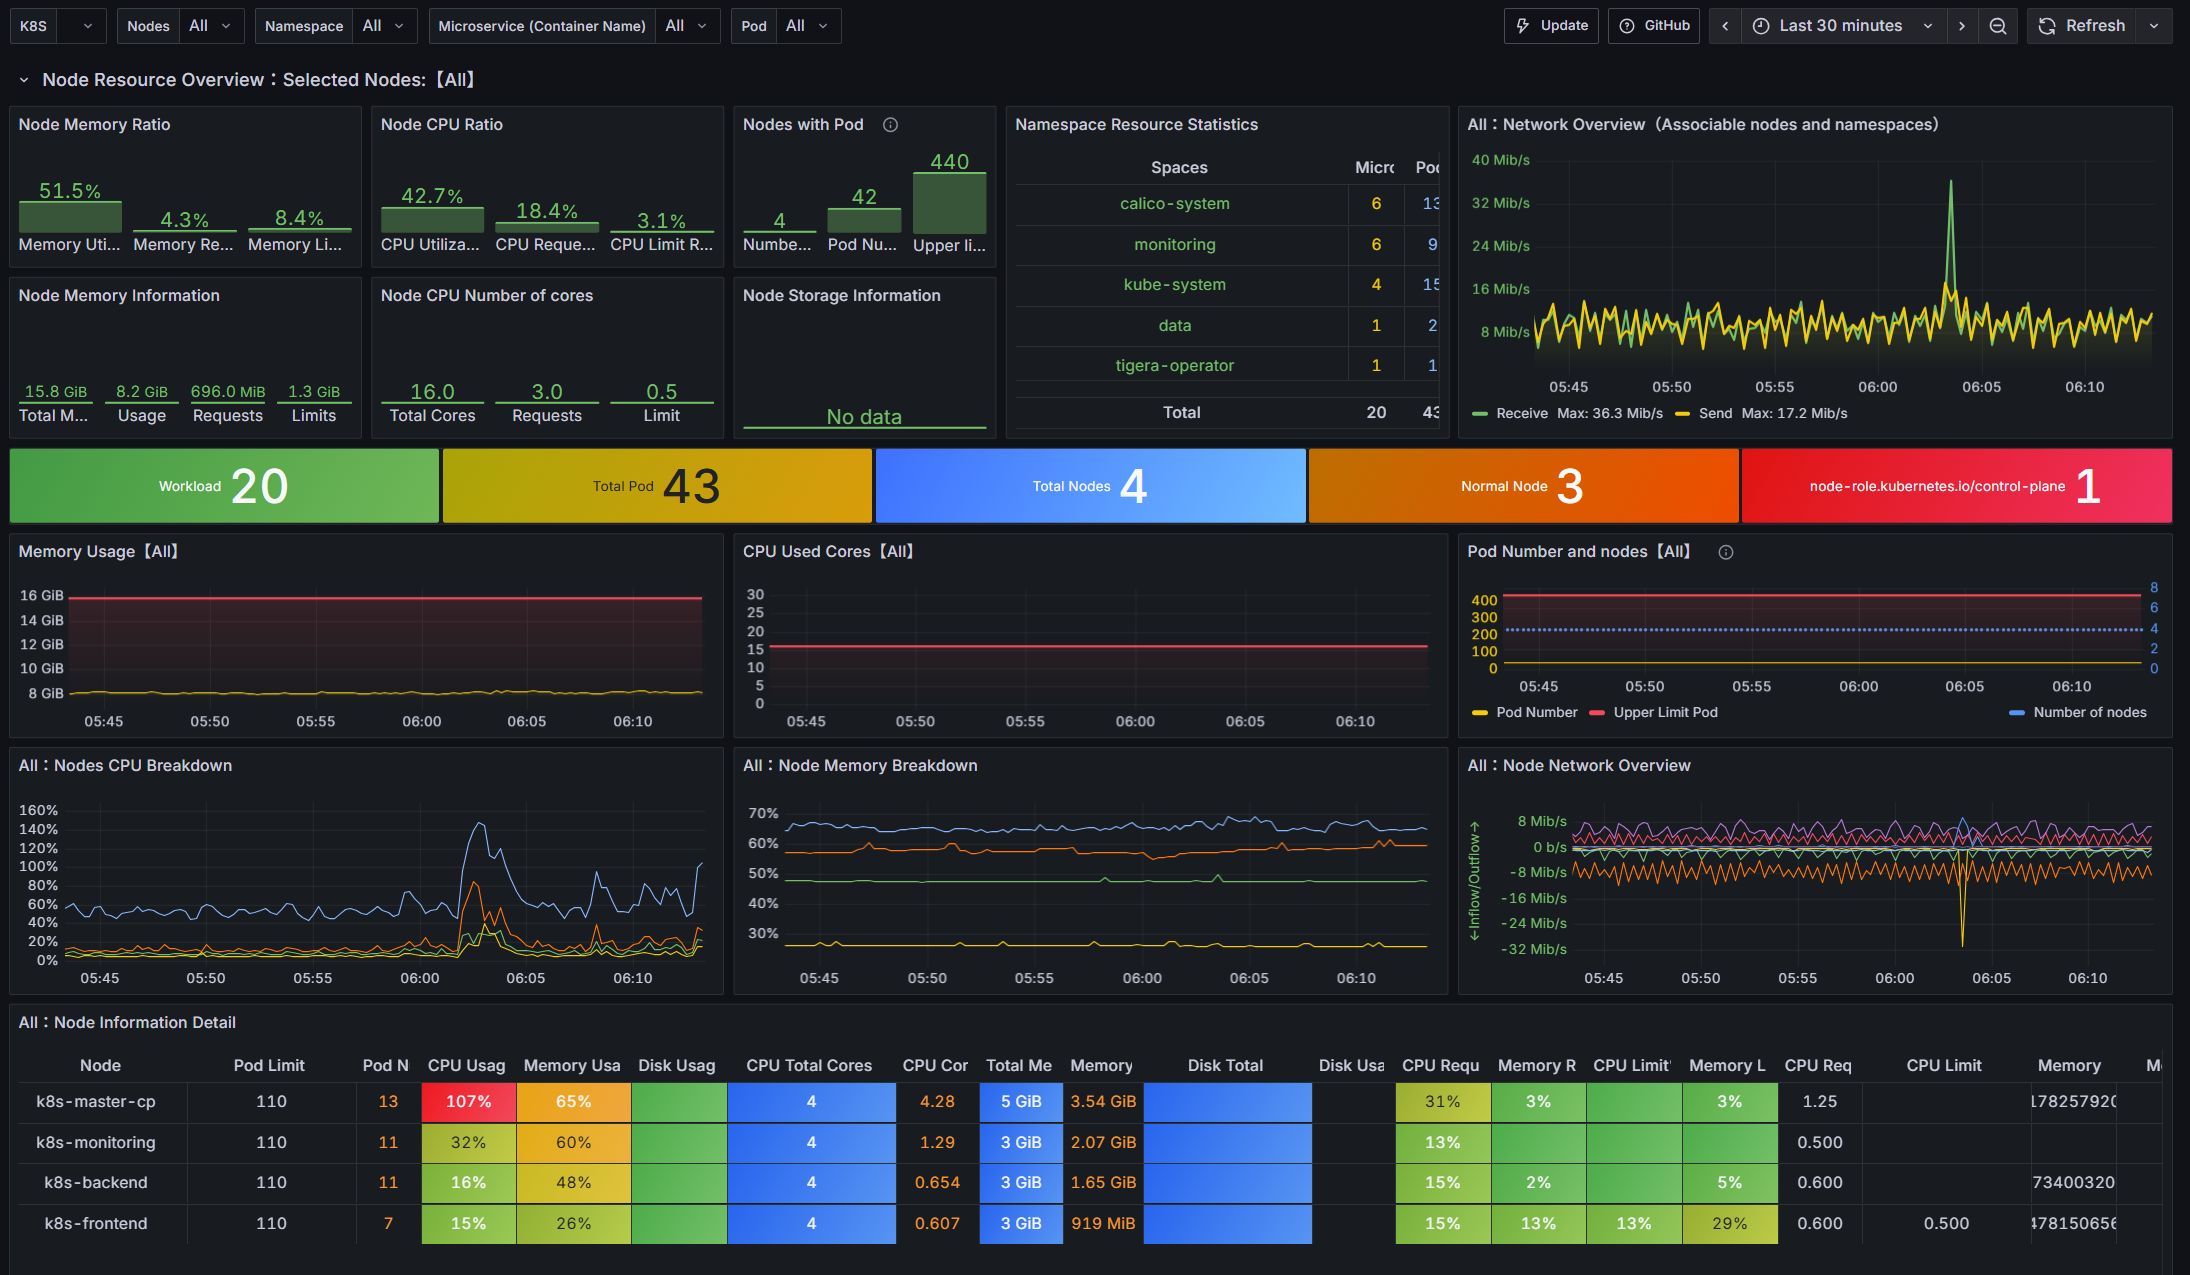 K8S Nodes All Namespace All Microservice (Container Name) All Pod All Update GitHub Last 30 minutes Refresh
Node Resource Overview：Selected Nodes:【All】
Node Memory Ratio
51.5% 4.3% 8.4%
Memory Uti... Memory Re... Memory Li...
Node CPU Ratio
42.7% 18.4% 3.1%
CPU Utiliza... CPU Reque... CPU Limit R...
Nodes with Pod
4 42 440
Numbe... Pod Nu... Upper li...
Node Memory Information
15.8 GiB 8.2 GiB 696.0 MiB 1.3 GiB
Total M... Usage Requests Limits
Node CPU Number of cores
16.0 3.0 0.5
Total Cores Requests Limit
Node Storage Information
No data
Namespace Resource Statistics
Spaces Micro Poc
calico-system 6 13
monitoring 6 9
kube-system 4 15
data 1 2
tigera-operator 1 1
Total 20 43
All：Network Overview（Associable nodes and namespaces）
40 Mib/s
32 Mib/s
24 Mib/s
16 Mib/s
8 Mib/s
05:45 05:50 05:55 06:00 06:05 06:10
Receive Max: 36.3 Mib/s Send Max: 17.2 Mib/s
Workload 20
Total Pod 43
Total Nodes 4
Normal Node 3
node-role.kubernetes.io/control-plane 1
Memory Usage【All】
16 GiB
14 GiB
12 GiB
10 GiB
8 GiB
05:45 05:50 05:55 06:00 06:05 06:10
CPU Used Cores【All】
30
25
20
15
10
5
0
05:45 05:50 05:55 06:00 06:05 06:10
Pod Number and nodes【All】
400
300
200
100
0
8
6
4
2
0
05:45 05:50 05:55 06:00 06:05 06:10
Pod Number Upper Limit Pod Number of nodes
All：Nodes CPU Breakdown
160%
140%
120%
100%
80%
60%
40%
20%
0%
05:45 05:50 05:55 06:00 06:05 06:10
All：Node Memory Breakdown
70%
60%
50%
40%
30%
05:45 05:50 05:55 06:00 06:05 06:10
All：Node Network Overview
←Inflow/Outflow→
8 Mib/s
0 b/s
-8 Mib/s
-16 Mib/s
-24 Mib/s
-32 Mib/s
05:45 05:50 05:55 06:00 06:05 06:10
All：Node Information Detail
Node Pod Limit Pod N CPU Usag Memory Usa Disk Usag CPU Total Cores CPU Cor Total Me Memory Disk Total Disk Usa CPU Requ Memory R CPU Limit Memory L CPU Req CPU Limit Memory M
k8s-master-cp 110 13 107% 65% 4 4.28 5 GiB 3.54 GiB 31% 3% 3% 1.25 178257920
k8s-monitoring 110 11 32% 60% 4 1.29 3 GiB 2.07 GiB 13% 0.500
k8s-backend 110 11 16% 48% 4 0.654 3 GiB 1.65 GiB 15% 2% 5% 0.600 73400320
k8s-frontend 110 7 15% 26% 4 0.607 3 GiB 919 MiB 15% 13% 13% 29% 0.600 0.500 478150656